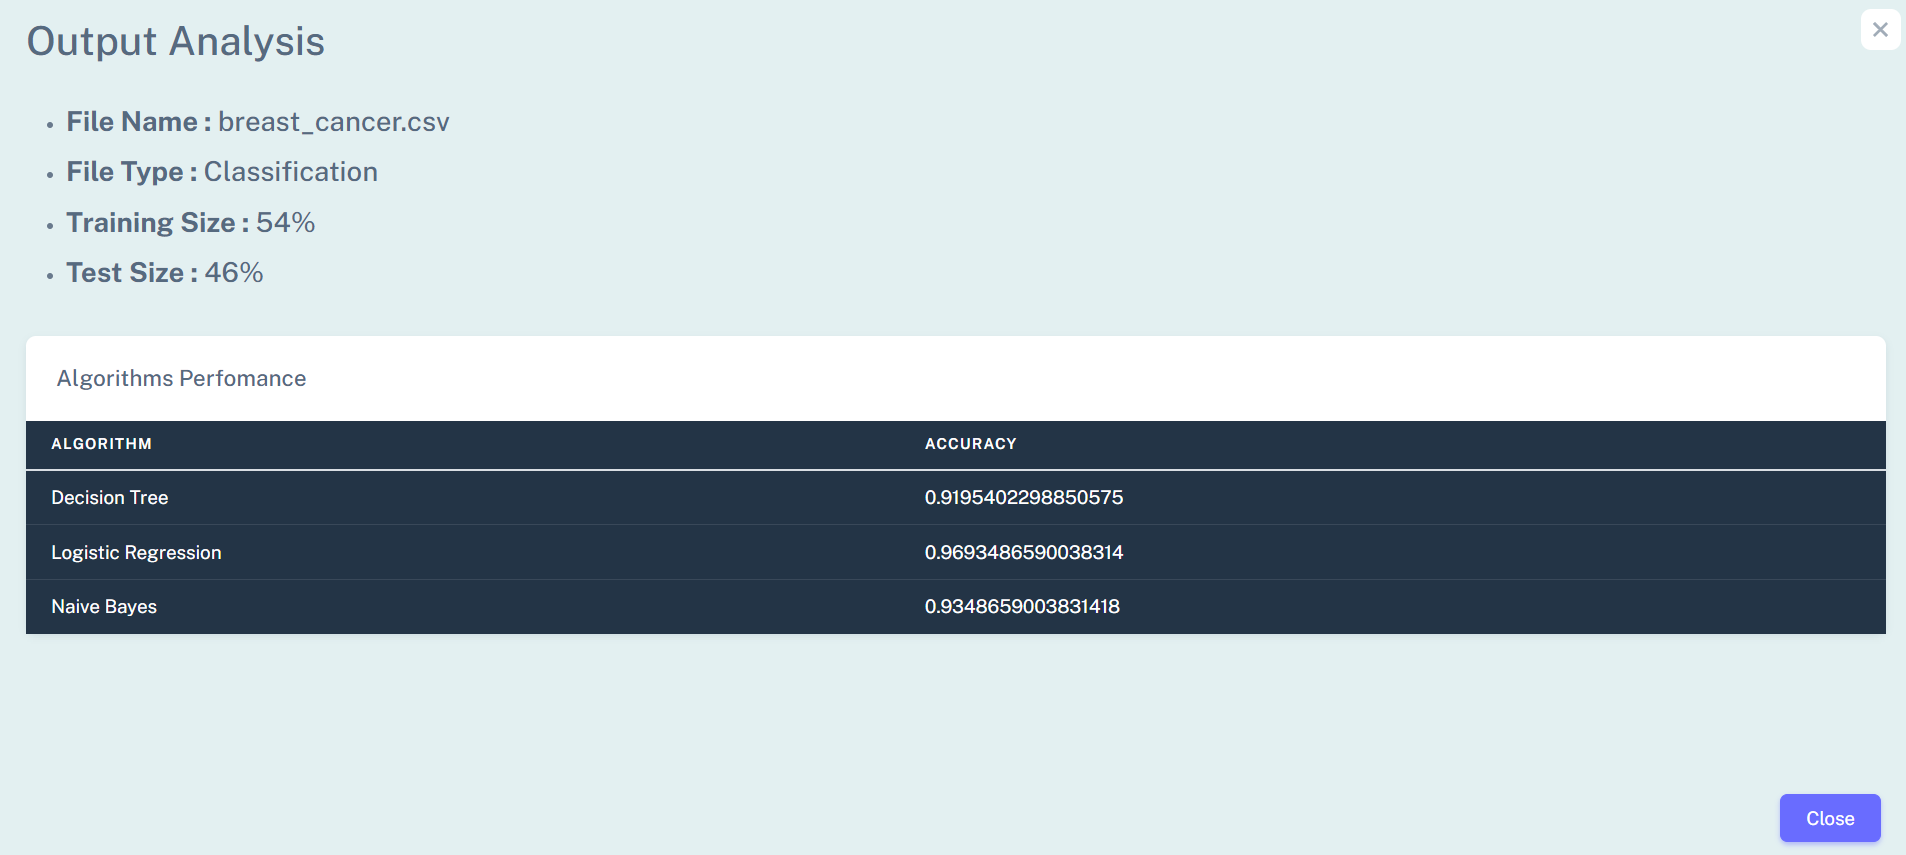 Output Analysis
×
• File Name : breast_cancer.csv
• File Type : Classification
• Training Size : 54%
• Test Size : 46%
Algorithms Perfomance
ALGORITHM ACCURACY
Decision Tree 0.9195402298850575
Logistic Regression 0.9693486590038314
Naive Bayes 0.9348659003831418
Close